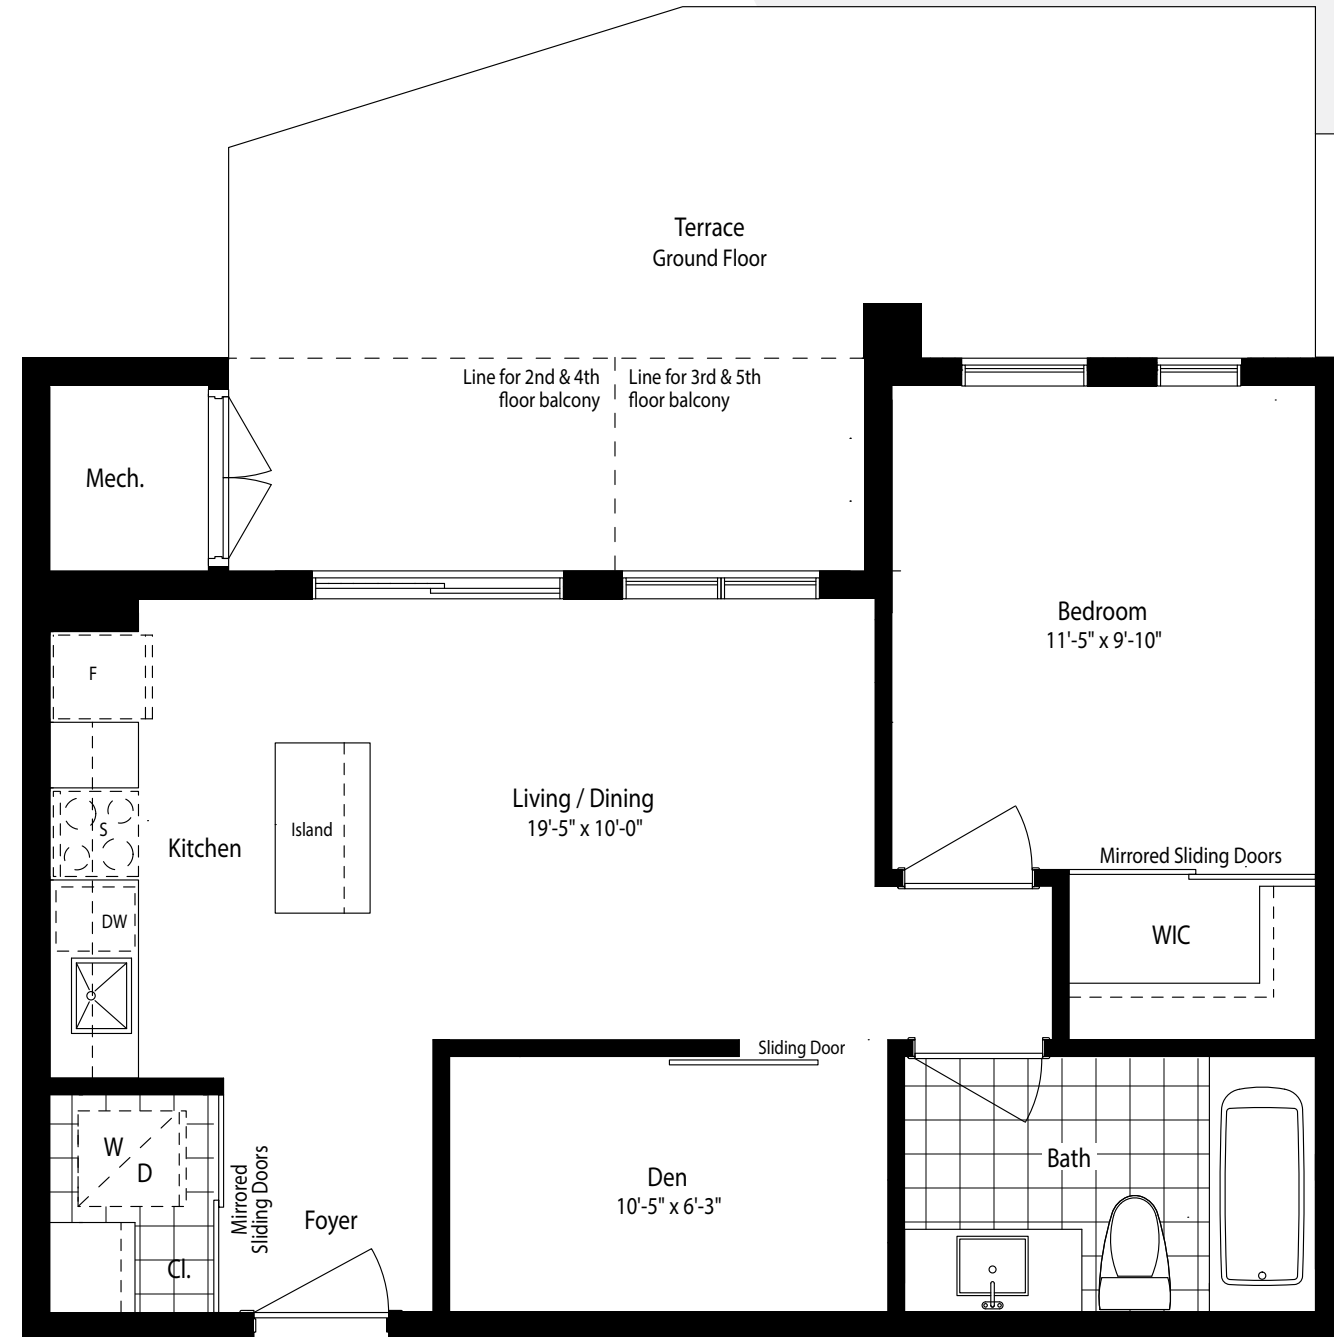 Terrace
Ground Floor
Line for 2nd & 4th
floor balcony
Line for 3rd & 5th
floor balcony
Mech.
Bedroom
11'-5" x 9'-10"
F
Living / Dining
19'-5" x 10'-0"
Island
S
Kitchen
Mirrored Sliding Doors
DW
WIC
Sliding Door
W
D
Mirrored
Sliding Doors
Foyer
Den
10'-5" x 6'-3"
Bath
Cl.